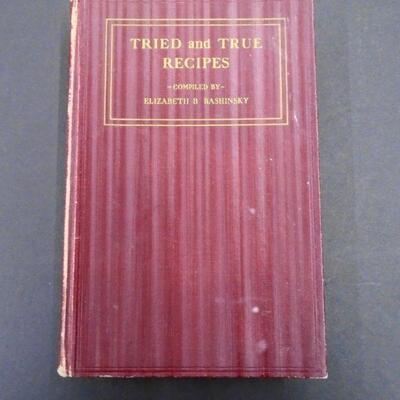 TRIED and TRUE
RECIPES
-COMPILED BY-
ELIZABETH B BASHINSKY